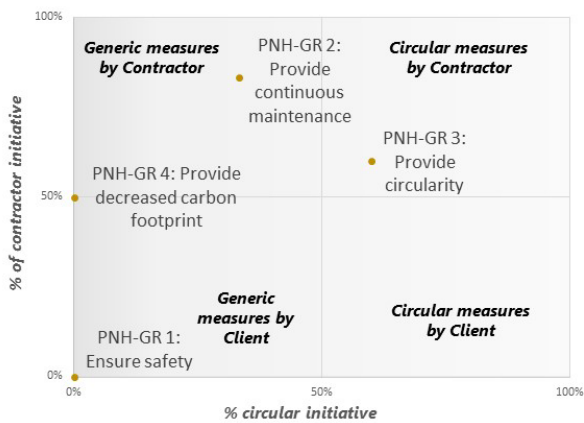 100%
Generic measures
by Contractor
PNH-GR 2:
Provide
continuous
maintenance
Circular measures
by Contractor
PNH-GR 3:
Provide
circularity
PNH-GR 4: Provide
decreased carbon
footprint
50%
% of contractor initiative
Generic
measures by
Client
Circular measures
by Client
PNH-GR 1:
Ensure safety
0%
0%
50%
100%
% circular initiative